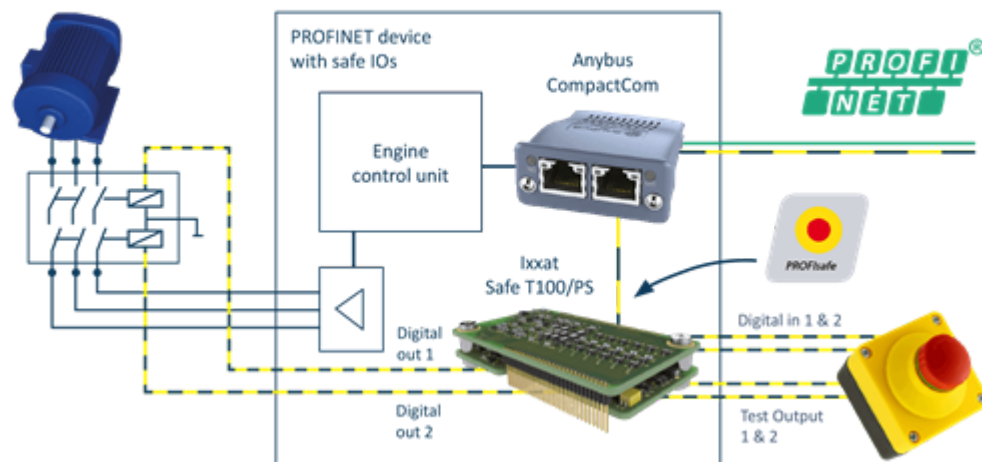 PROFINET device
with safe IOs
Anybus
CompactCom
PROFI
NET®
Engine
control unit
PROFIsafe
Ixxat
Safe T100/PS
Digital
out 1
Digital in 1 & 2
Digital
out 2
Test Output
1 & 2